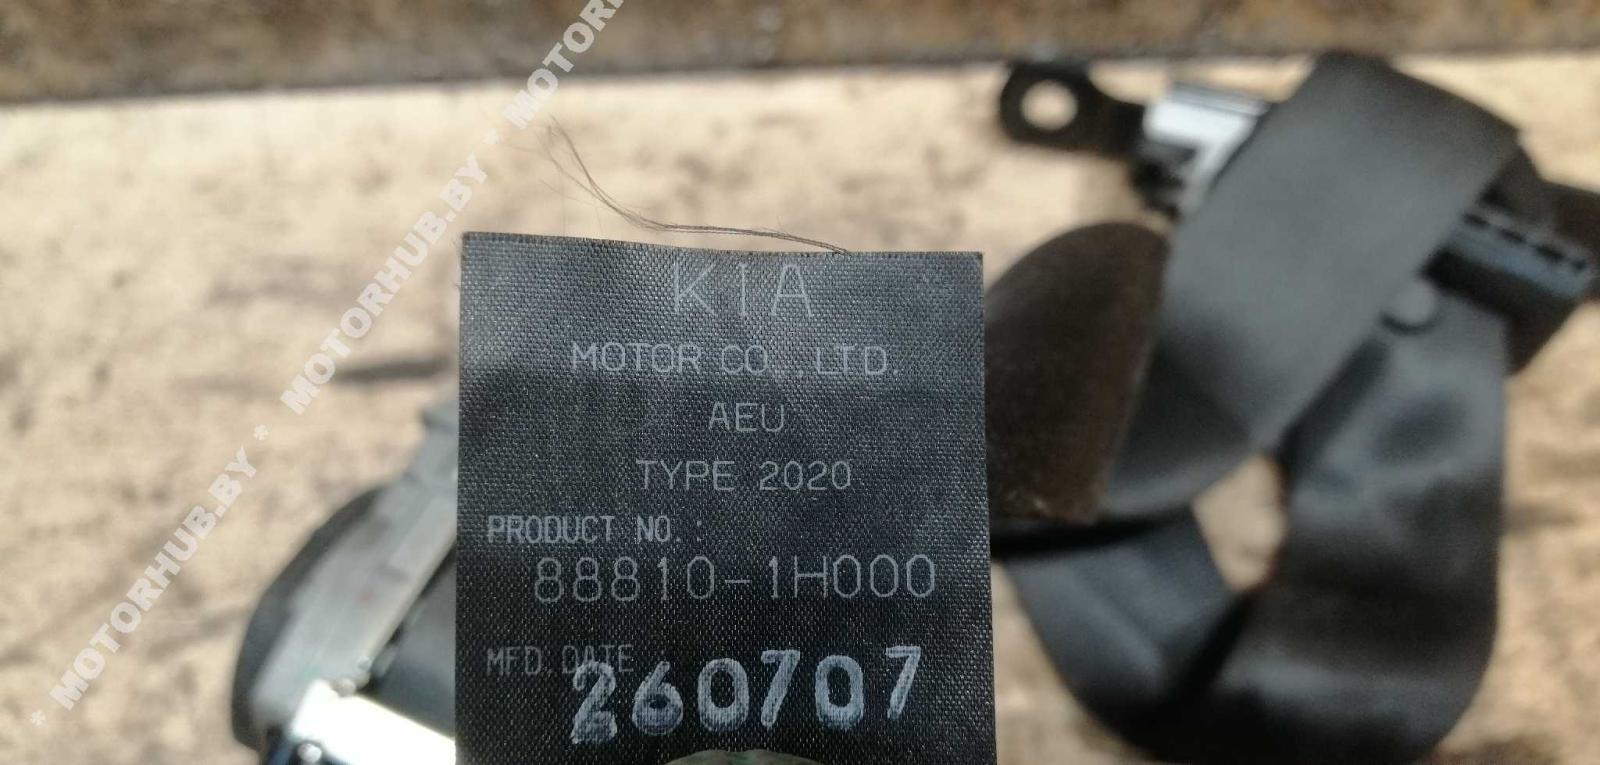 * MOTORHUB.BY * MOTORHUB.BY * MOTORHUB.BY * MOTORH
KIA
MOTOR CO., LTD.
AEU
TYPE 2020
PRODUCT NO. :
88810-1H000
MFD. DATE :
260707